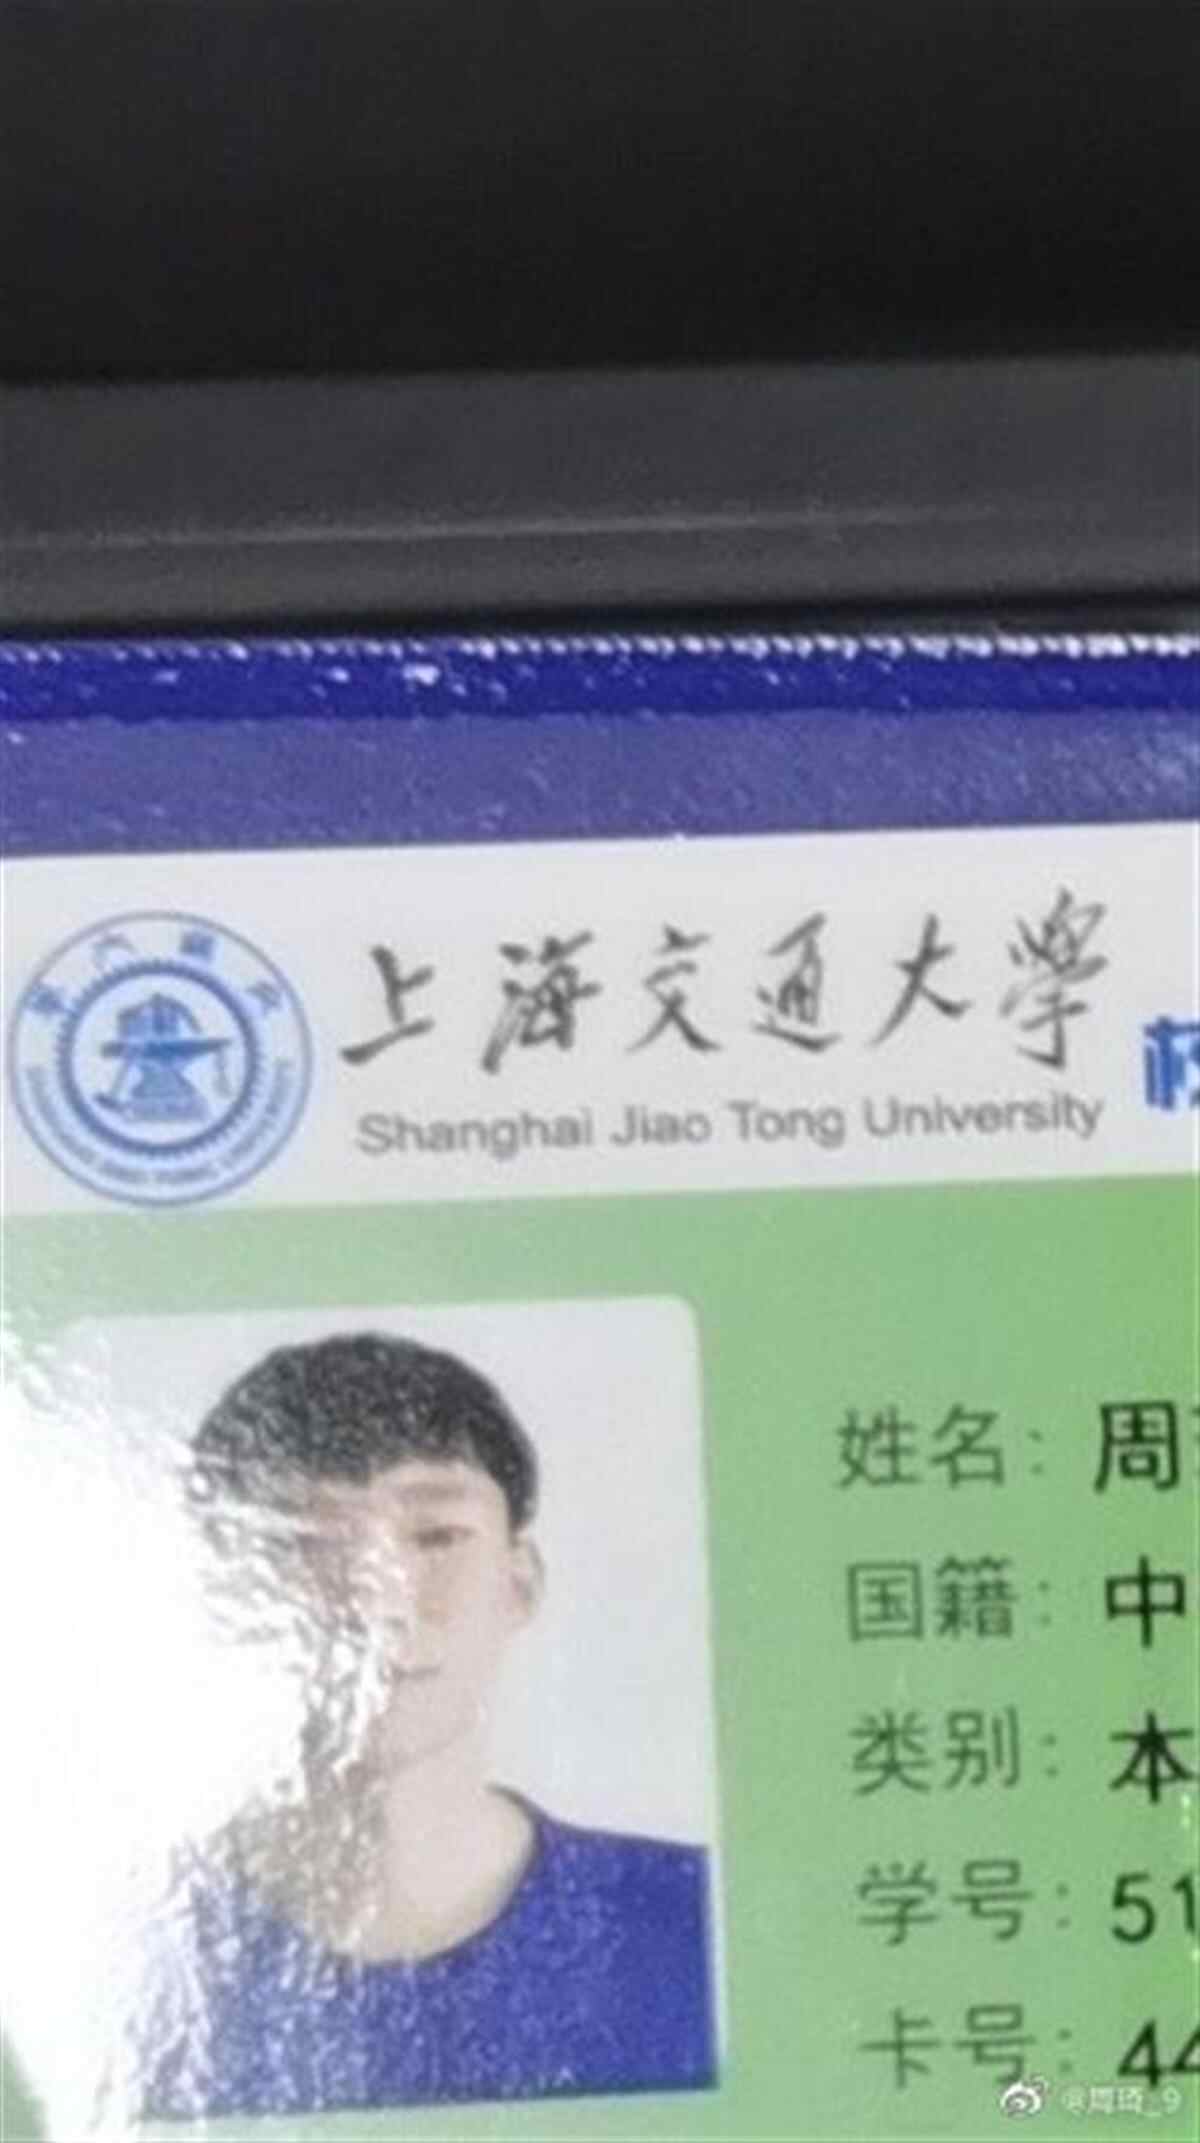 上海交通大学
Shanghai Jiao Tong University
姓名：周
国籍：中
类别：本
学号：51
卡号：44
@周琦_9